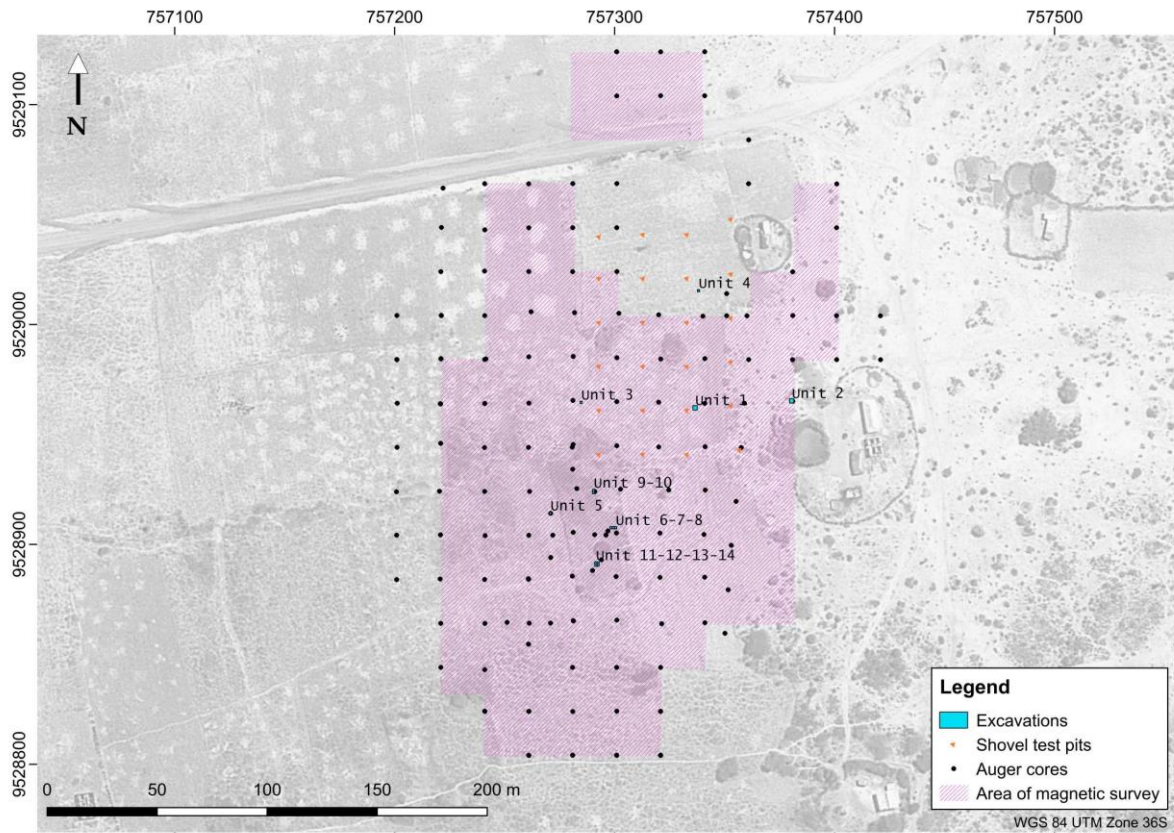 757100 757200 757300 757400 757500
9529100
N
9529000
Unit 4
Unit 3
Unit 1
Unit 2
Unit 9-10
Unit 5
Unit 6-7-8
9528900
Unit 11-12-13-14
9528800
0 50 100 200 m
Legend
Excavations
Shovel test pits
Auger cores
Area of magnetic survey
WGS 84 UTM Zone 36S